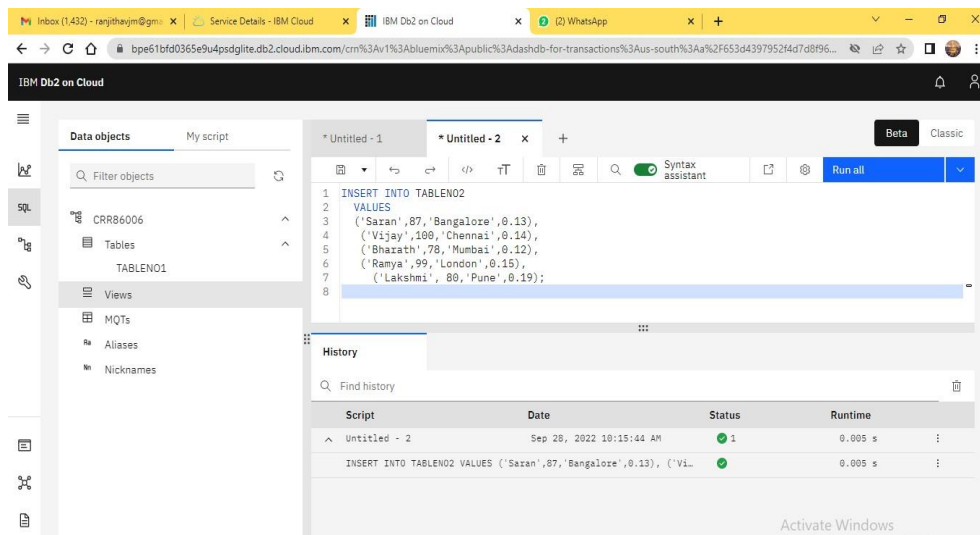 Inbox (1,432) - ranjithavjm@gma
Service Details - IBM Cloud
IBM Db2 on Cloud
(2) WhatsApp
bpe61bfd0365e9u4psdglite.db2.cloud.ibm.com/crn%3Av1%3Abluemix%3Apublic%3Adashdb-for-transactions%3Aus-south%3Aa%2F653d4397952f4d7d8f96...
IBM Db2 on Cloud
Data objects My script
* Untitled - 1 * Untitled - 2
Beta Classic
Filter objects
Syntax assistant
Run all
SQL
CRR86006
Tables
TABLENO1
Views
MQTs
Aa Aliases
Nn Nicknames
1 INSERT INTO TABLENO2
2 VALUES
3 ('Saran',87,'Bangalore',0.13),
4 ('Vijay',100,'Chennai',0.14),
5 ('Bharath',78,'Mumbai',0.12),
6 ('Ramya',99,'London',0.15),
7 ('Lakshmi', 80,'Pune',0.19);
8
History
Find history
Script Date Status Runtime
Untitled - 2 Sep 28, 2022 10:15:44 AM 1 0.005 s
INSERT INTO TABLENO2 VALUES ('Saran',87,'Bangalore',0.13), ('Vi... 0.005 s
Activate Windows